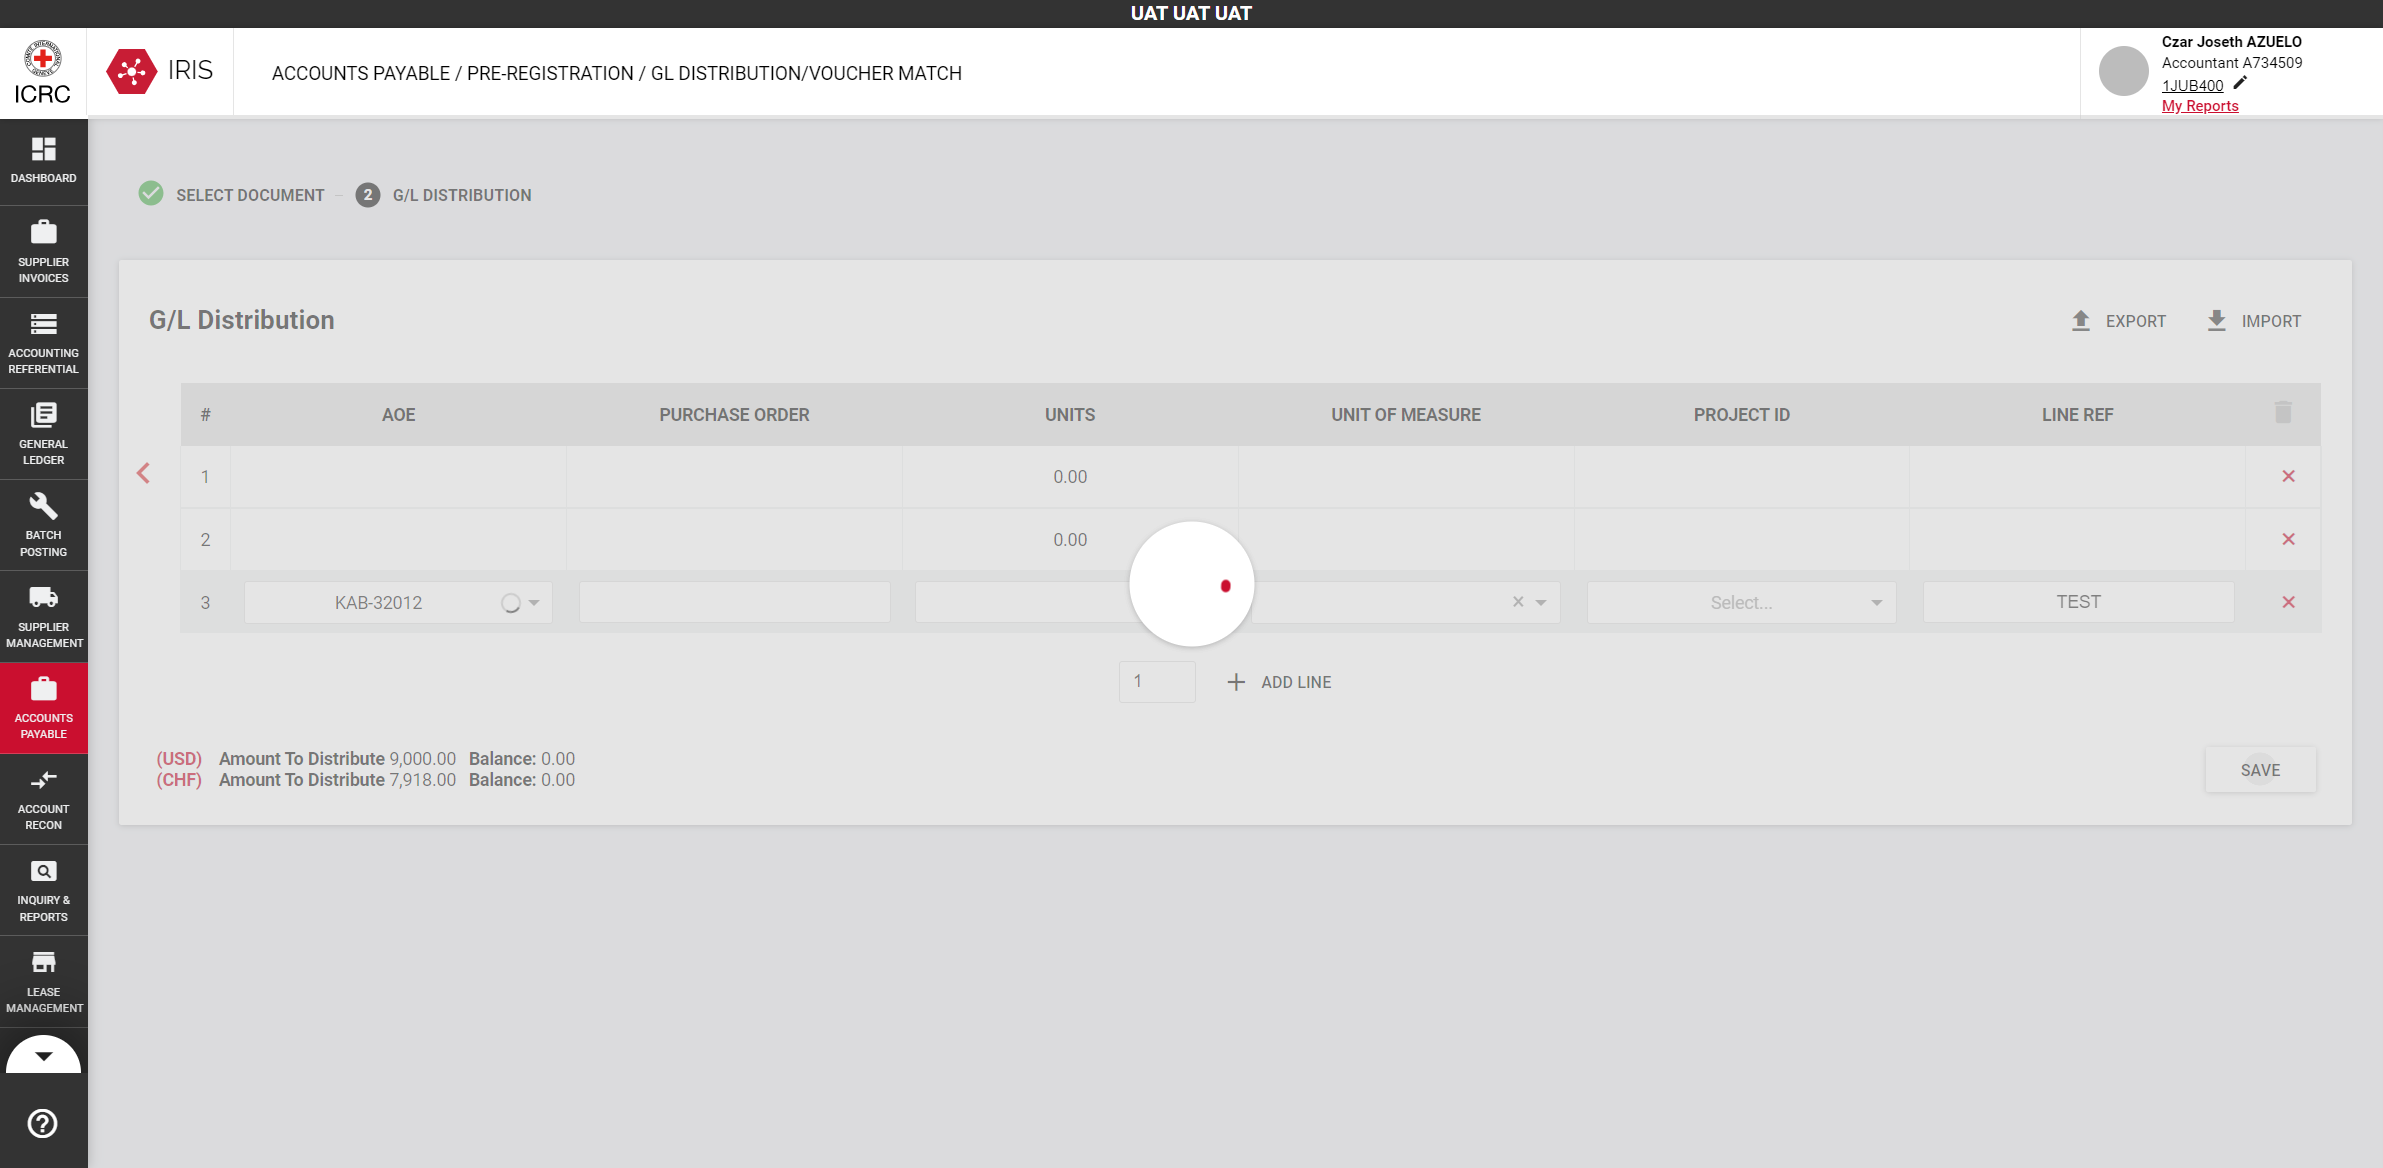 UAT UAT UAT
ICRC
IRIS
ACCOUNTS PAYABLE / PRE-REGISTRATION / GL DISTRIBUTION/VOUCHER MATCH
Czar Joseth AZUELO
Accountant A734509
1JUB400
My Reports
DASHBOARD
SUPPLIER
INVOICES
ACCOUNTING
REFERENTIAL
GENERAL
LEDGER
BATCH
POSTING
SUPPLIER
MANAGEMENT
ACCOUNTS
PAYABLE
ACCOUNT
RECON
INQUIRY &
REPORTS
LEASE
MANAGEMENT
SELECT DOCUMENT
2 G/L DISTRIBUTION
G/L Distribution
EXPORT IMPORT
# AOE PURCHASE ORDER UNITS UNIT OF MEASURE PROJECT ID LINE REF
1 0.00
2 0.00
3 KAB-32012 Select... TEST
1 ADD LINE
(USD) Amount To Distribute 9,000.00 Balance: 0.00
(CHF) Amount To Distribute 7,918.00 Balance: 0.00
SAVE